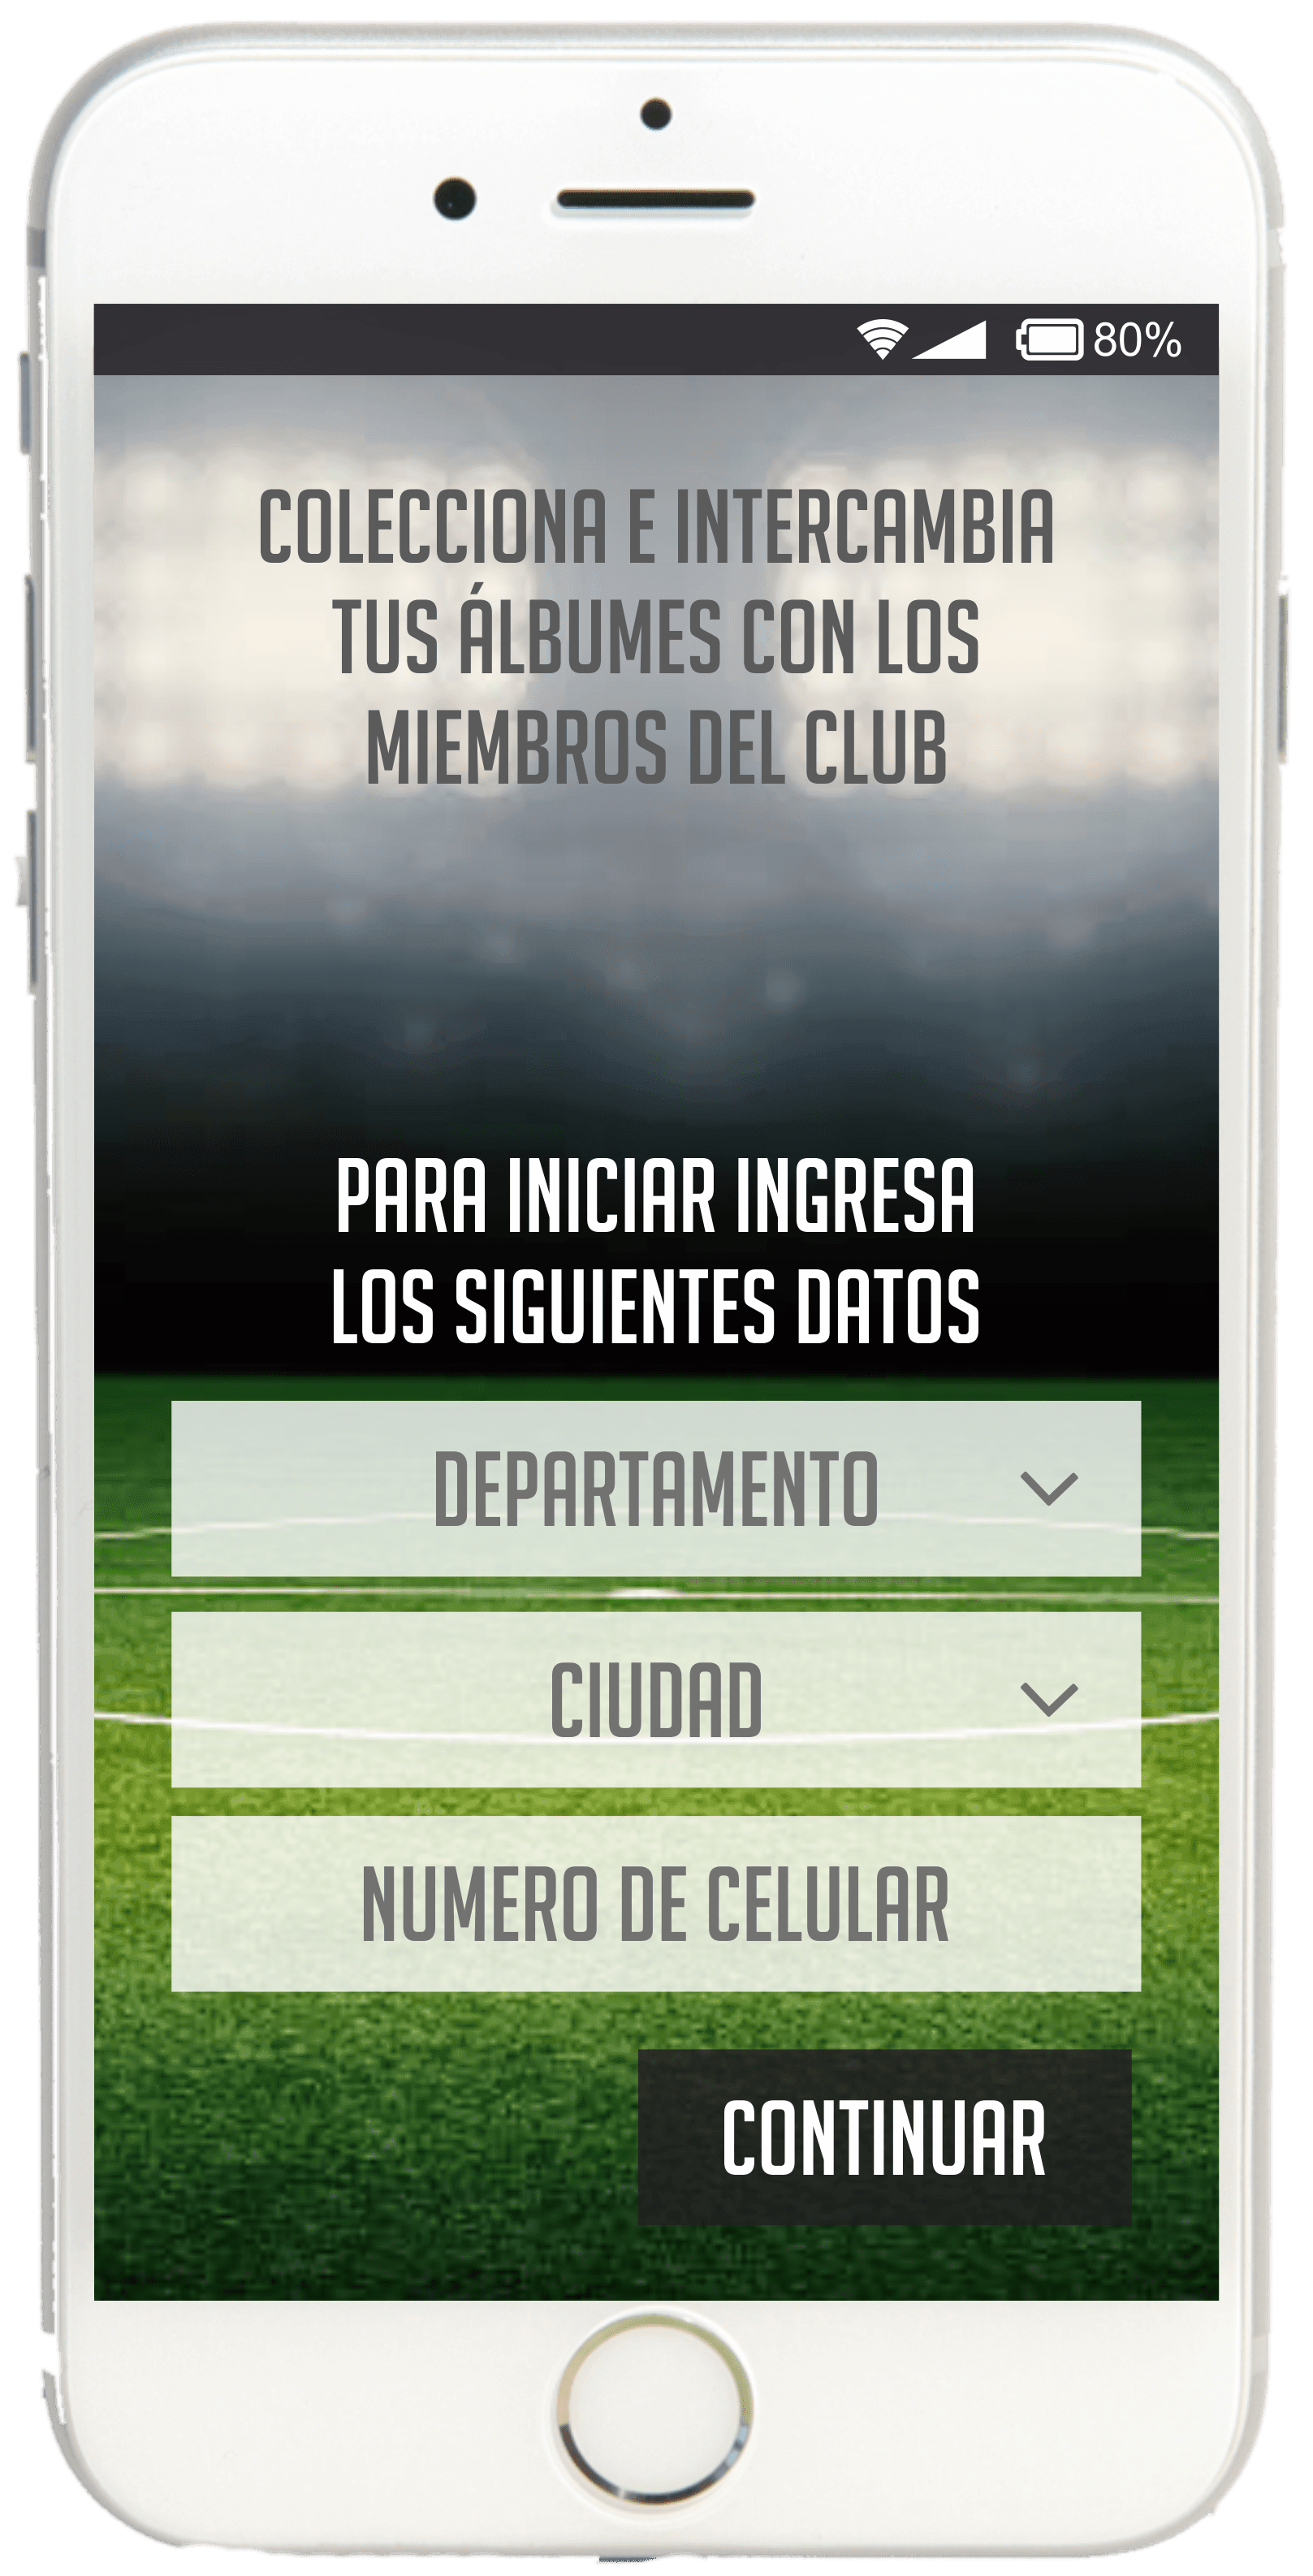 80%
COLECCIONA E INTERCAMBIA
TUS ÁLBUMES CON LOS
MIEMBROS DEL CLUB
PARA INICIAR INGRESA
LOS SIGUIENTES DATOS
DEPARTAMENTO
CIUDAD
NUMERO DE CELULAR
CONTINUAR